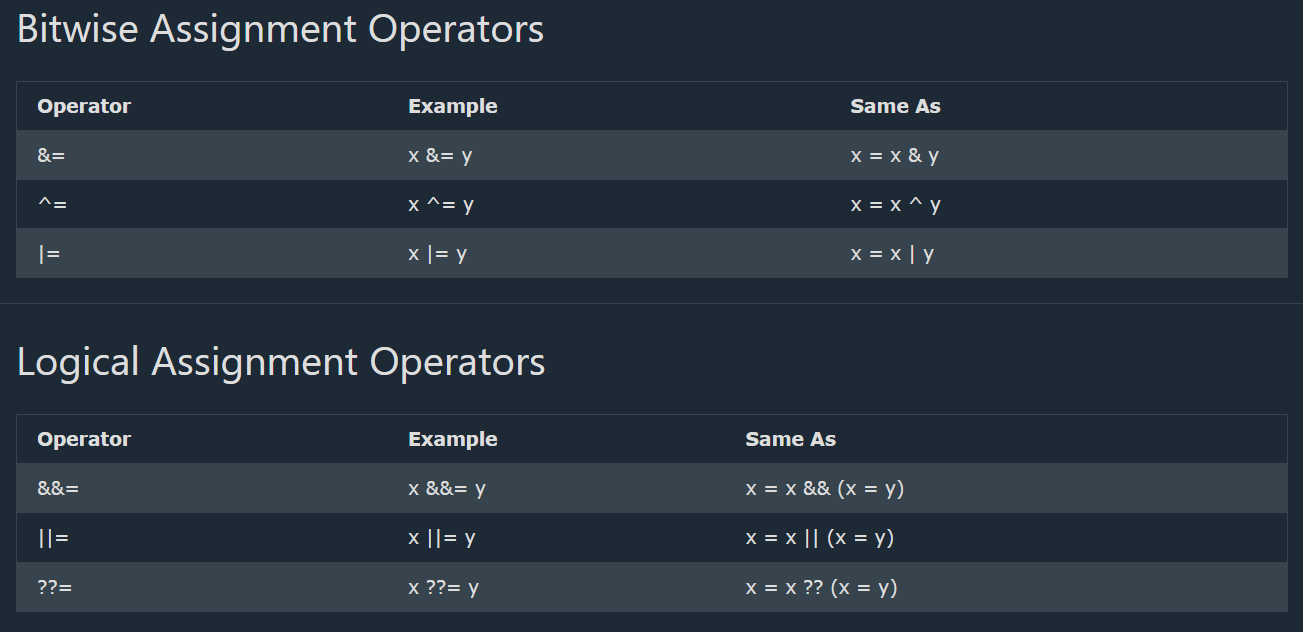 Bitwise Assignment Operators
Operator Example Same As
&= x &= y x = x & y
^= x ^= y x = x ^ y
|= x |= y x = x | y
Logical Assignment Operators
Operator Example Same As
&&= x &&= y x = x && (x = y)
||= x ||= y x = x || (x = y)
??= x ??= y x = x ?? (x = y)